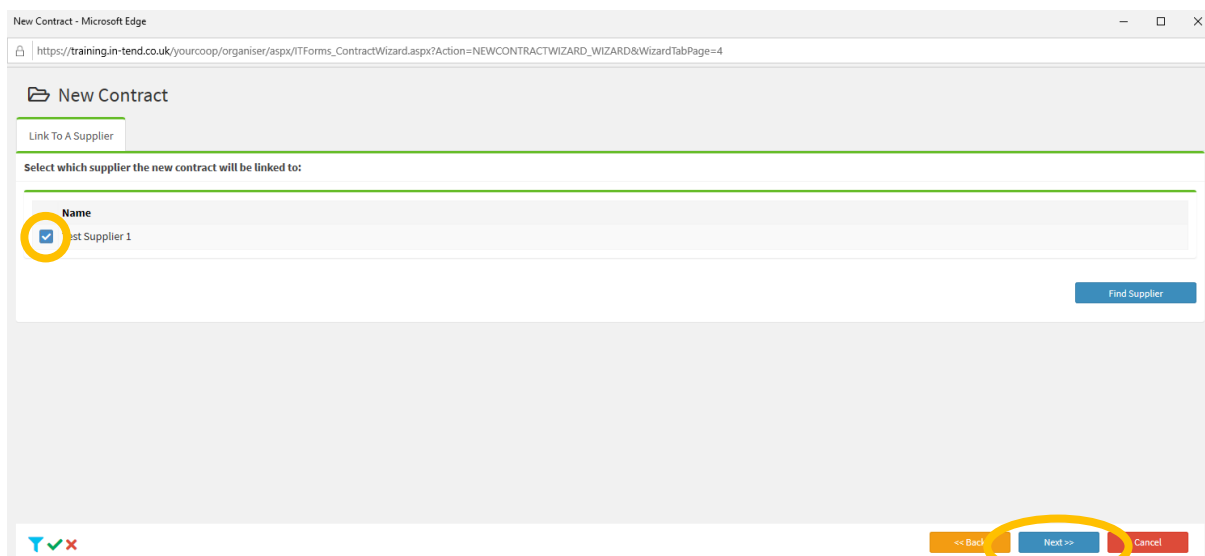 New Contract - Microsoft Edge
https://training.in-tend.co.uk/yourcoop/organiser/aspx/ITForms_ContractWizard.aspx?Action=NEWCONTRACTWIZARD_WIZARD&WizardTabPage=4
New Contract
Link To A Supplier
Select which supplier the new contract will be linked to:
Name
est Supplier 1
Find Supplier
<< Back Next >> Cancel